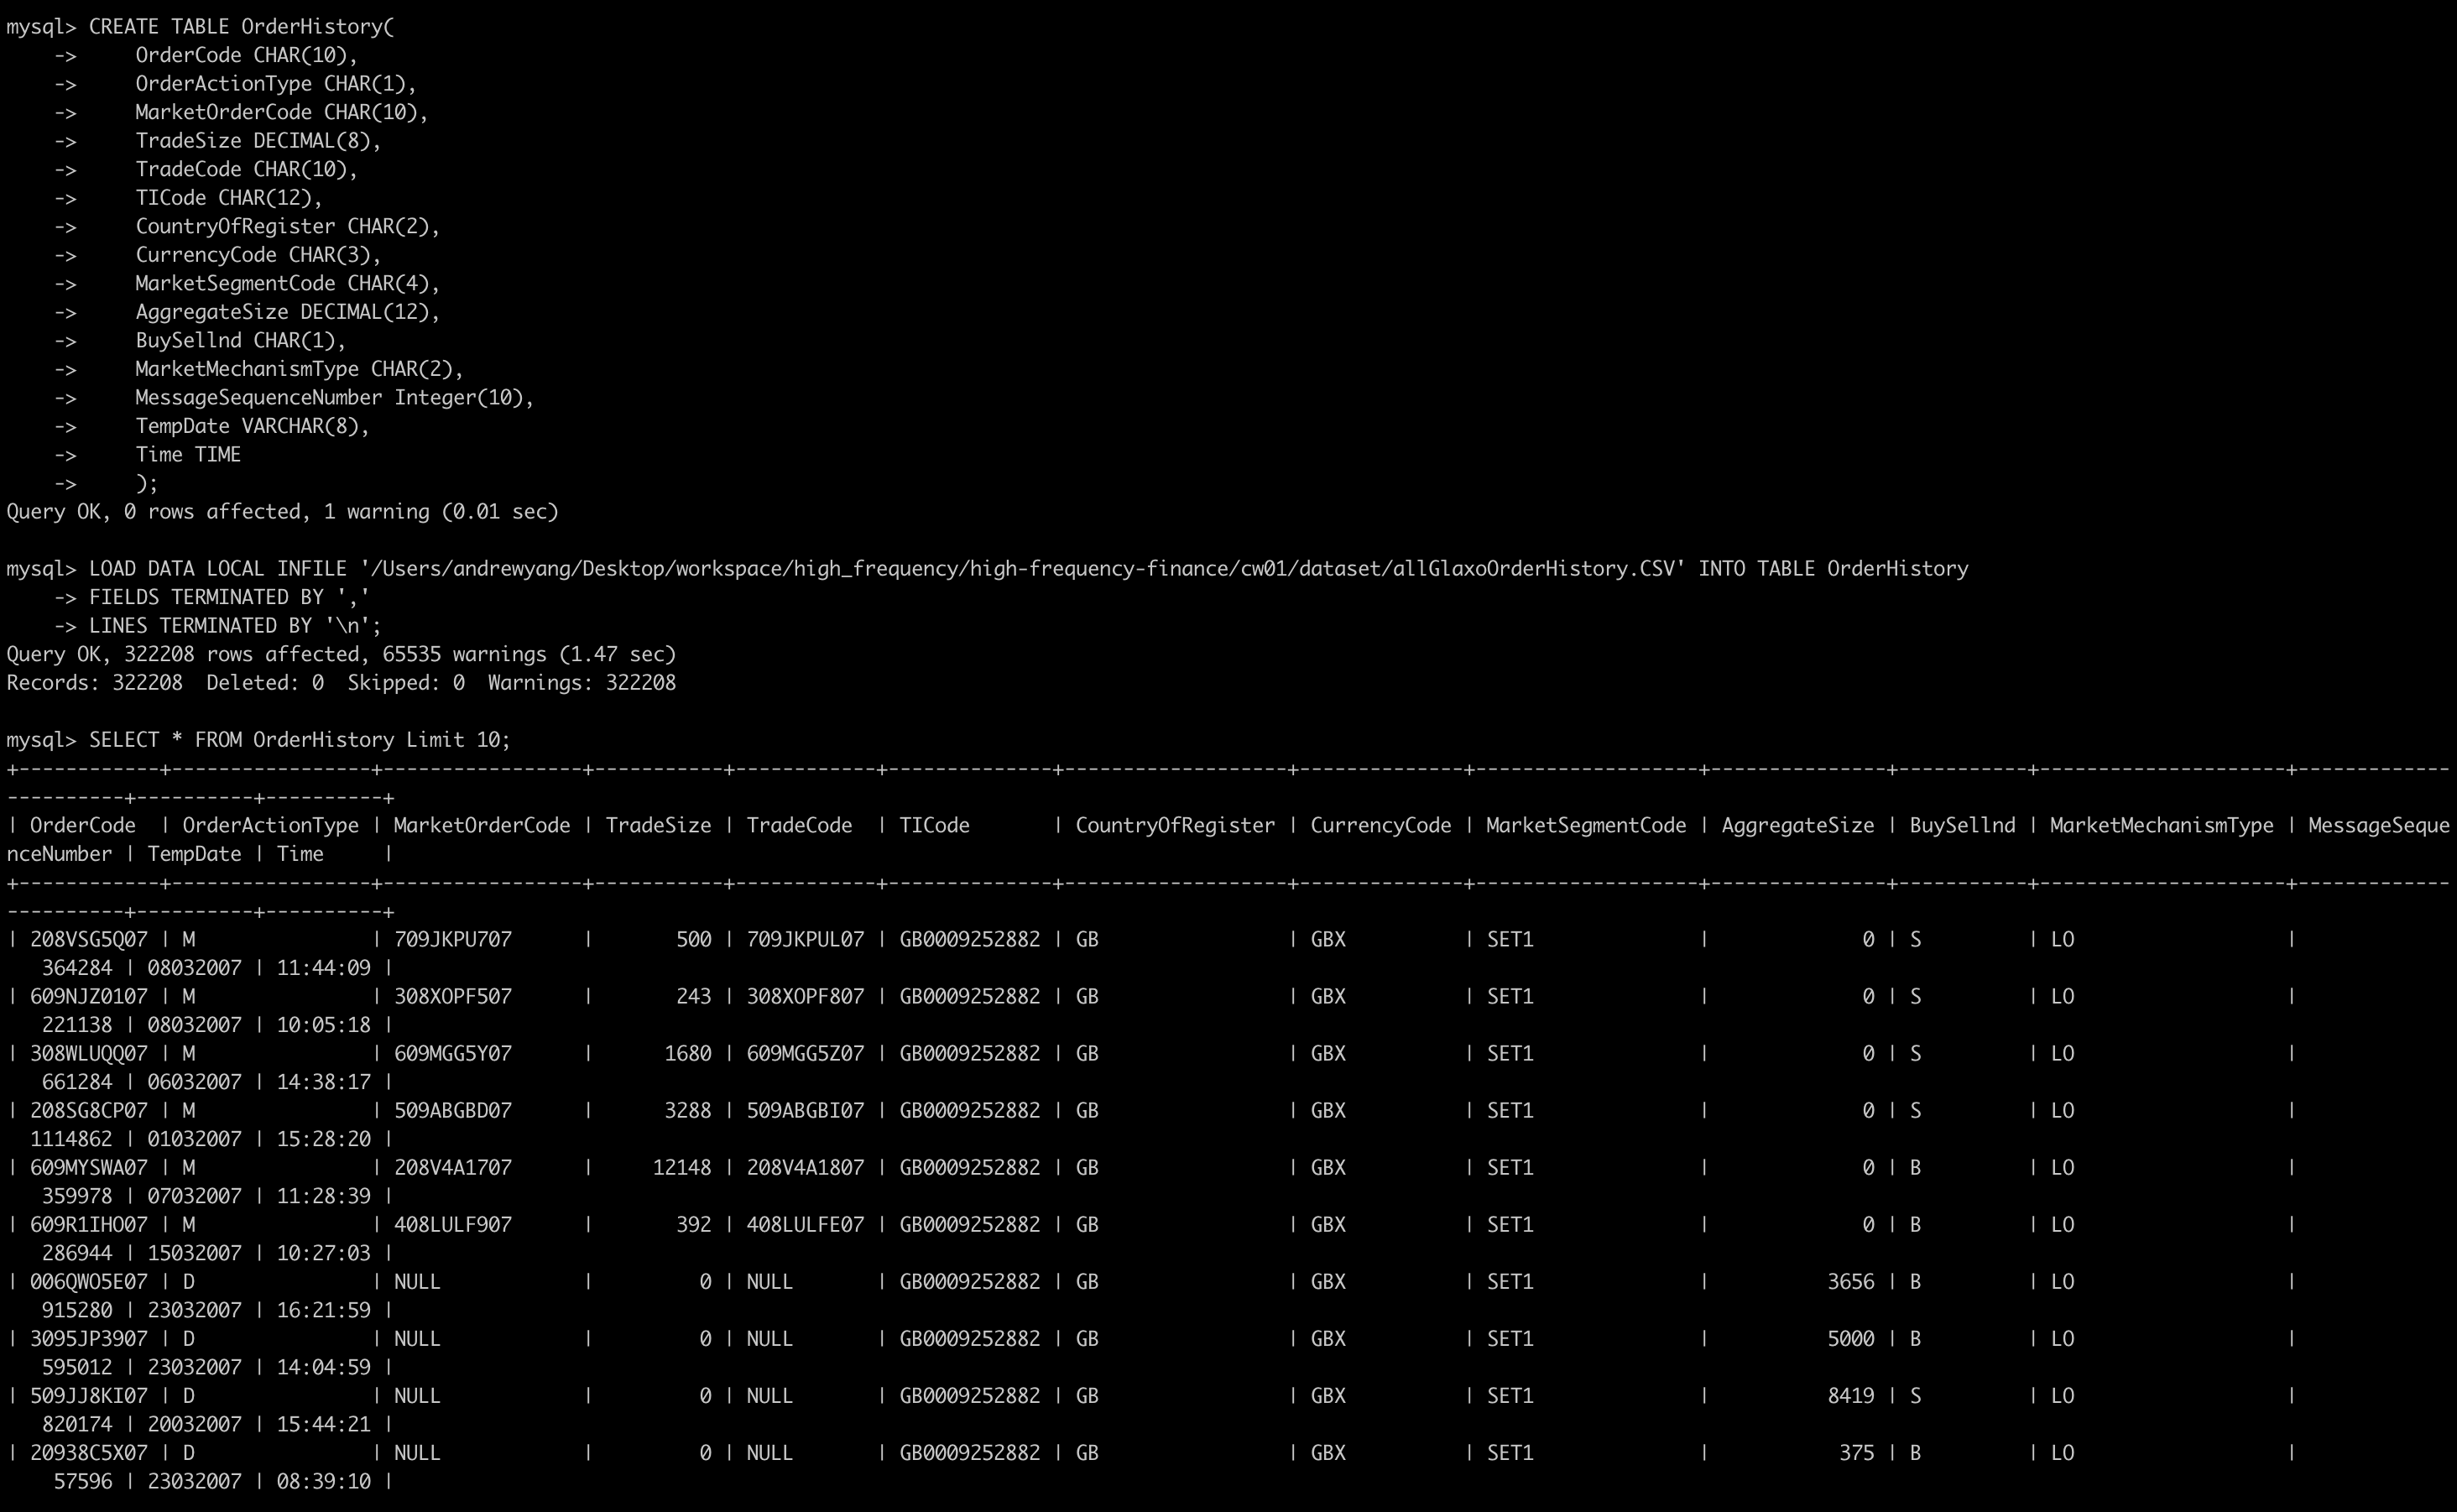 mysql> CREATE TABLE OrderHistory(
    ->     OrderCode CHAR(10),
    ->     OrderActionType CHAR(1),
    ->     MarketOrderCode CHAR(10),
    ->     TradeSize DECIMAL(8),
    ->     TradeCode CHAR(10),
    ->     TICode CHAR(12),
    ->     CountryOfRegister CHAR(2),
    ->     CurrencyCode CHAR(3),
    ->     MarketSegmentCode CHAR(4),
    ->     AggregateSize DECIMAL(12),
    ->     BuySellnd CHAR(1),
    ->     MarketMechanismType CHAR(2),
    ->     MessageSequenceNumber Integer(10),
    ->     TempDate VARCHAR(8),
    ->     Time TIME
    ->     );
Query OK, 0 rows affected, 1 warning (0.01 sec)

mysql> LOAD DATA LOCAL INFILE '/Users/andrewyang/Desktop/workspace/high_frequency/high-frequency-finance/cw01/dataset/allGlaxoOrderHistory.CSV' INTO TABLE OrderHistory
    -> FIELDS TERMINATED BY ','
    -> LINES TERMINATED BY '\n';
Query OK, 322208 rows affected, 65535 warnings (1.47 sec)
Records: 322208  Deleted: 0  Skipped: 0  Warnings: 322208

mysql> SELECT * FROM OrderHistory Limit 10;
+------------+-----------------+-----------------+-----------+------------+--------------+-------------------+--------------+-------------------+---------------+-----------+---------------------+-------------
----------+----------+----------+
| OrderCode  | OrderActionType | MarketOrderCode | TradeSize | TradeCode  | TICode       | CountryOfRegister | CurrencyCode | MarketSegmentCode | AggregateSize | BuySellnd | MarketMechanismType | MessageSeque
nceNumber | TempDate | Time     |
+------------+-----------------+-----------------+-----------+------------+--------------+-------------------+--------------+-------------------+---------------+-----------+---------------------+-------------
----------+----------+----------+
| 208VSG5Q07 | M               | 709JKPU707      |       500 | 709JKPUL07 | GB0009252882 | GB                | GBX          | SET1              |             0 | S         | LO                  |
   364284 | 08032007 | 11:44:09 |
| 609NJZ0107 | M               | 308XOPF507      |       243 | 308XOPF807 | GB0009252882 | GB                | GBX          | SET1              |             0 | S         | LO                  |
   221138 | 08032007 | 10:05:18 |
| 308WLUQQ07 | M               | 609MGG5Y07      |      1680 | 609MGG5Z07 | GB0009252882 | GB                | GBX          | SET1              |             0 | S         | LO                  |
   661284 | 06032007 | 14:38:17 |
| 208SG8CP07 | M               | 509ABGBD07      |      3288 | 509ABGBI07 | GB0009252882 | GB                | GBX          | SET1              |             0 | S         | LO                  |
  1114862 | 01032007 | 15:28:20 |
| 609MYSWA07 | M               | 208V4A1707      |     12148 | 208V4A1807 | GB0009252882 | GB                | GBX          | SET1              |             0 | B         | LO                  |
   359978 | 07032007 | 11:28:39 |
| 609R1IHO07 | M               | 408LULF907      |       392 | 408LULFE07 | GB0009252882 | GB                | GBX          | SET1              |             0 | B         | LO                  |
   286944 | 15032007 | 10:27:03 |
| 006QWO5E07 | D               | NULL            |         0 | NULL       | GB0009252882 | GB                | GBX          | SET1              |          3656 | B         | LO                  |
   915280 | 23032007 | 16:21:59 |
| 3095JP3907 | D               | NULL            |         0 | NULL       | GB0009252882 | GB                | GBX          | SET1              |          5000 | B         | LO                  |
   595012 | 23032007 | 14:04:59 |
| 509JJ8KI07 | D               | NULL            |         0 | NULL       | GB0009252882 | GB                | GBX          | SET1              |          8419 | S         | LO                  |
   820174 | 20032007 | 15:44:21 |
| 20938C5X07 | D               | NULL            |         0 | NULL       | GB0009252882 | GB                | GBX          | SET1              |           375 | B         | LO                  |
    57596 | 23032007 | 08:39:10 |